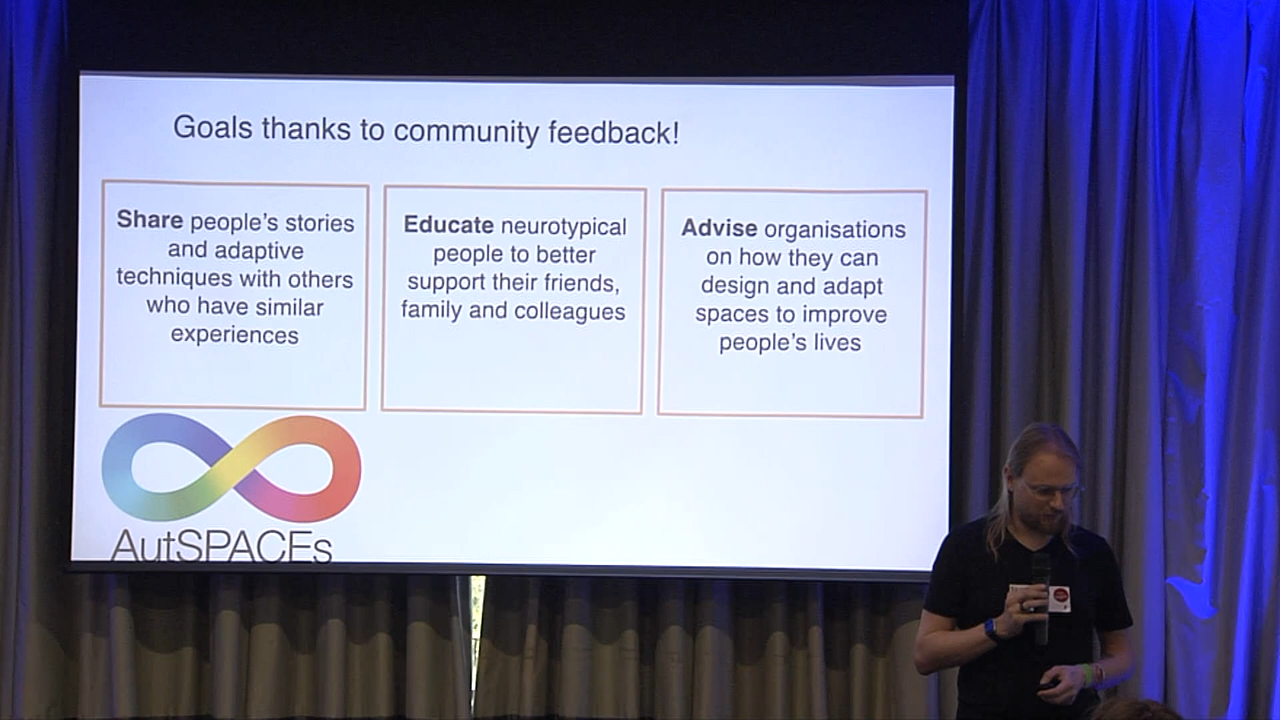 Goals thanks to community feedback!
Share people's stories
and adaptive
techniques with others
who have similar
experiences
Educate neurotypical
people to better
support their friends,
family and colleagues
Advise organisations
on how they can
design and adapt
spaces to improve
people's lives
AutSPACEs